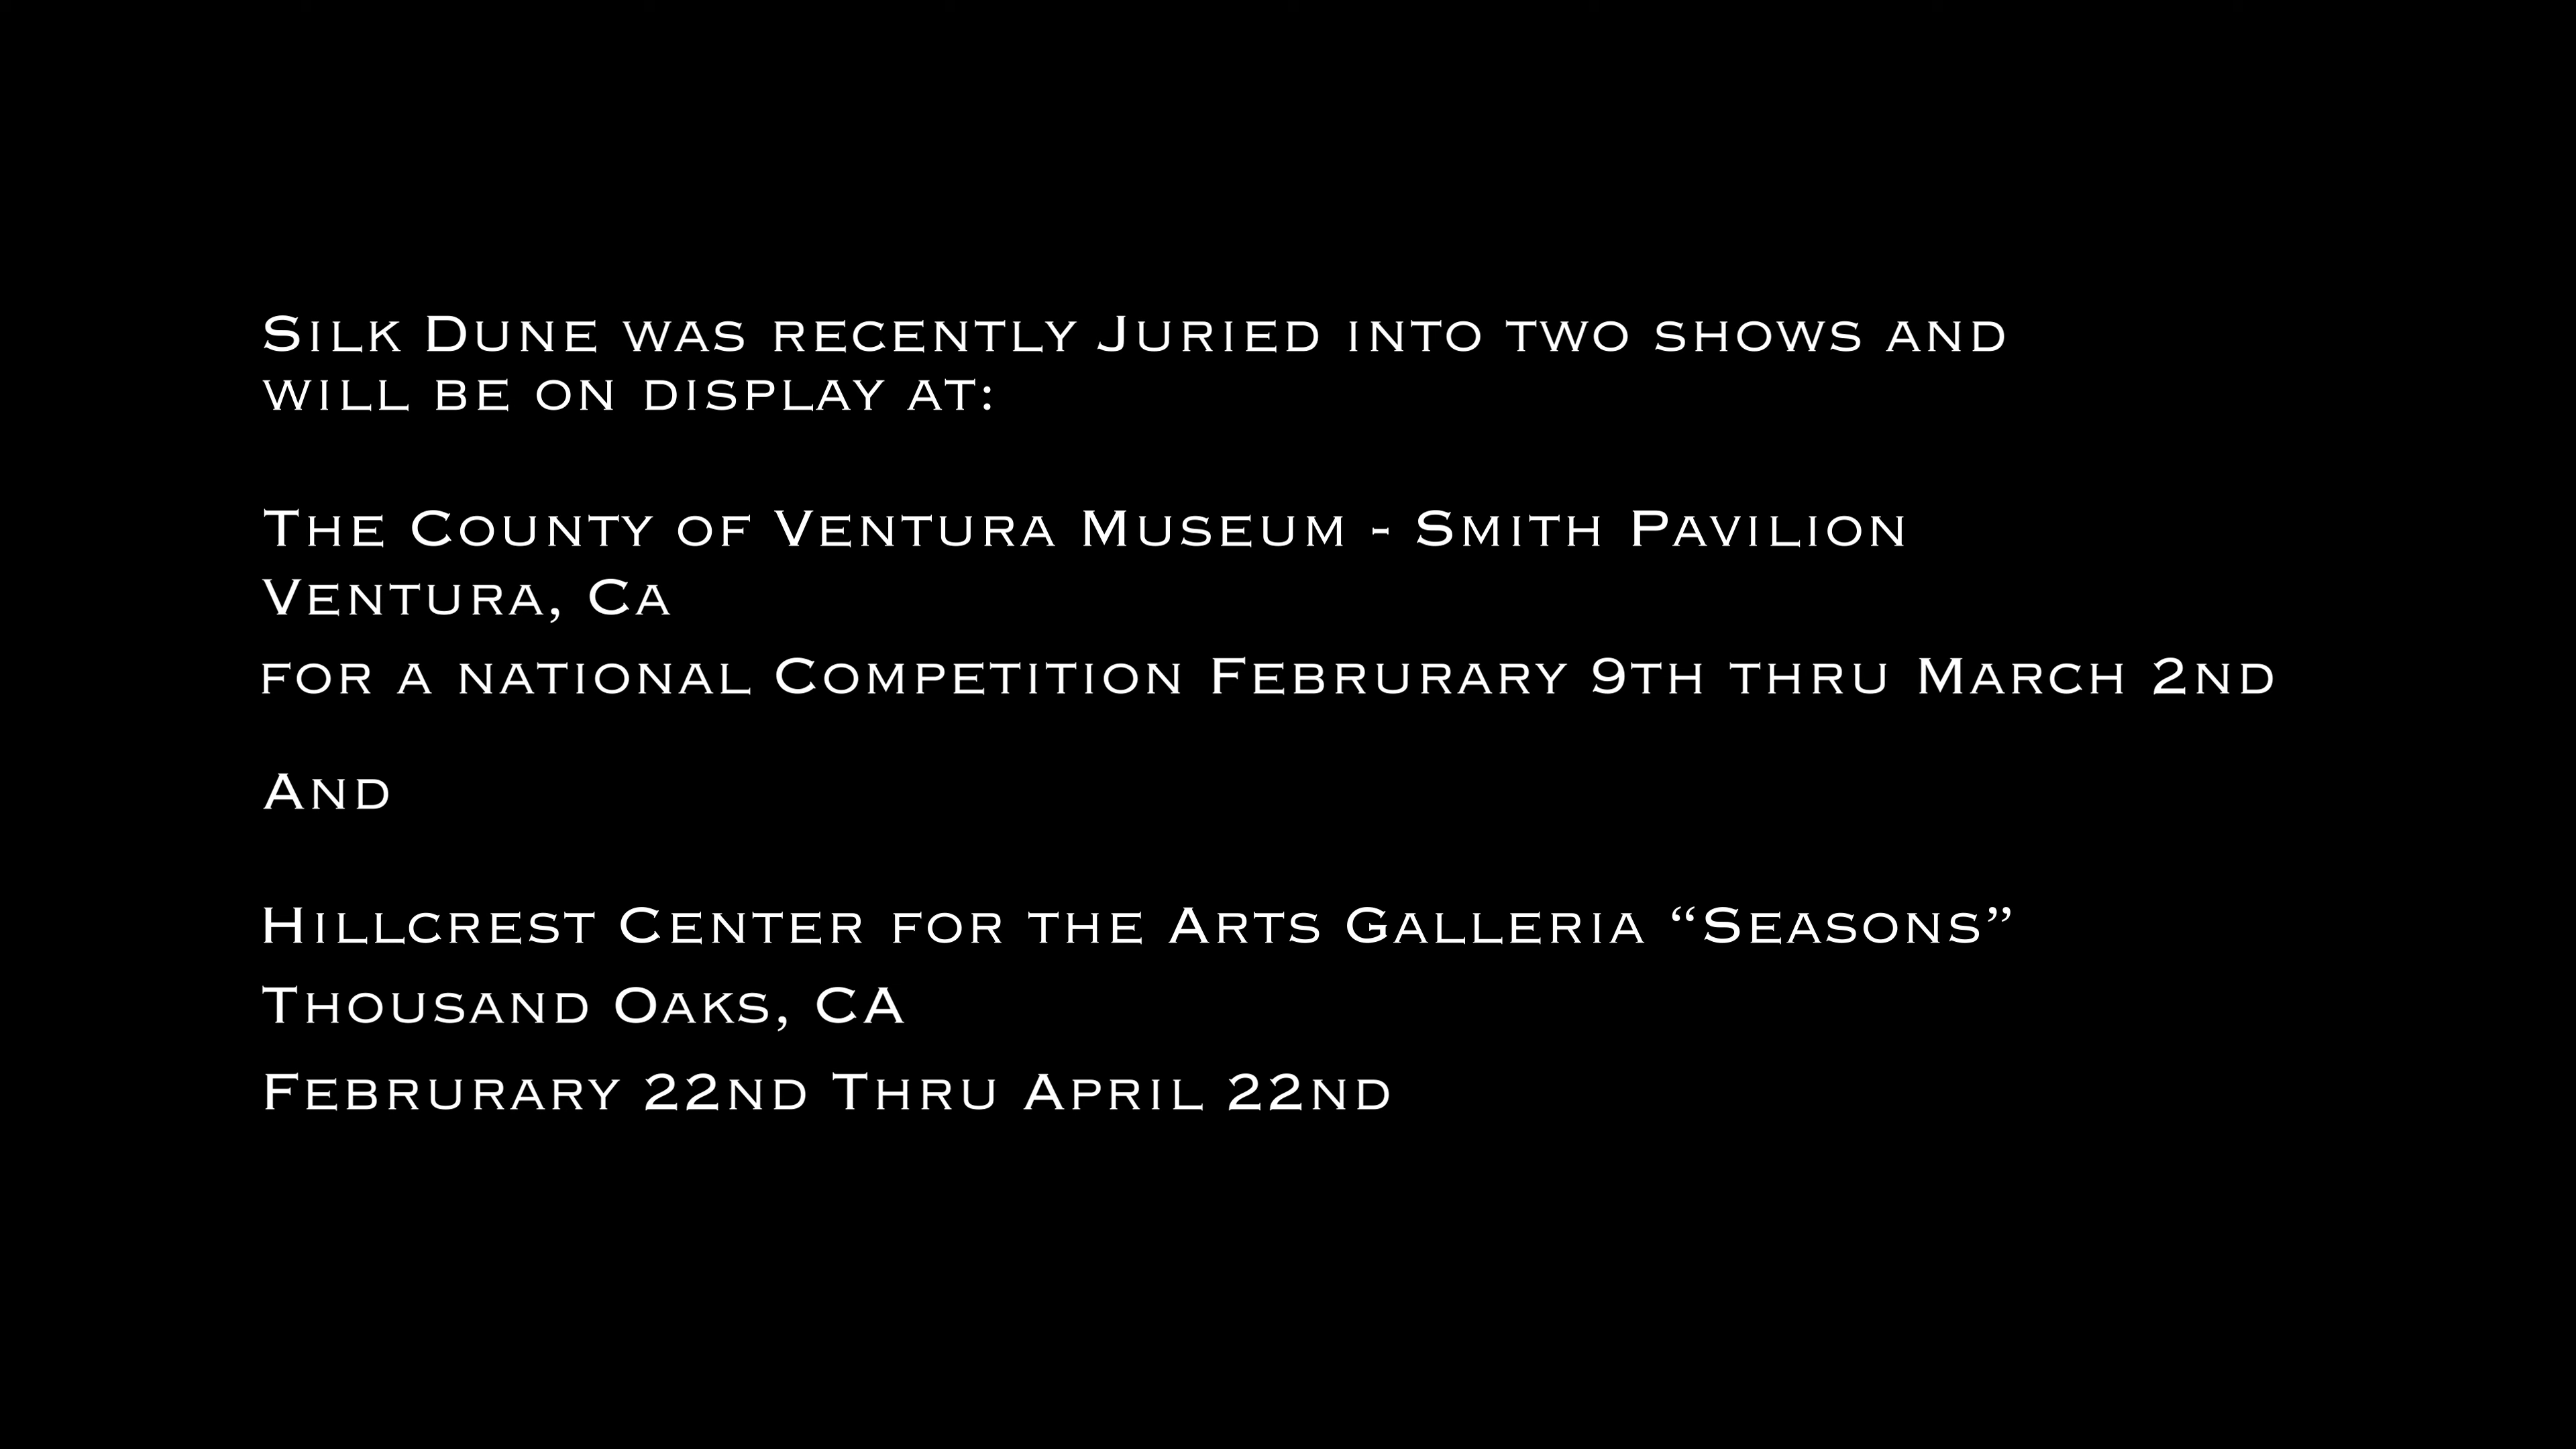 Silk Dune was recently Juried into two shows and
will be on display at:
The County of Ventura Museum - Smith Pavilion
Ventura, Ca
for a national Competition Februrary 9th thru March 2nd
And
Hillcrest Center for the Arts Galleria “Seasons”
Thousand Oaks, CA
Februrary 22nd Thru April 22nd